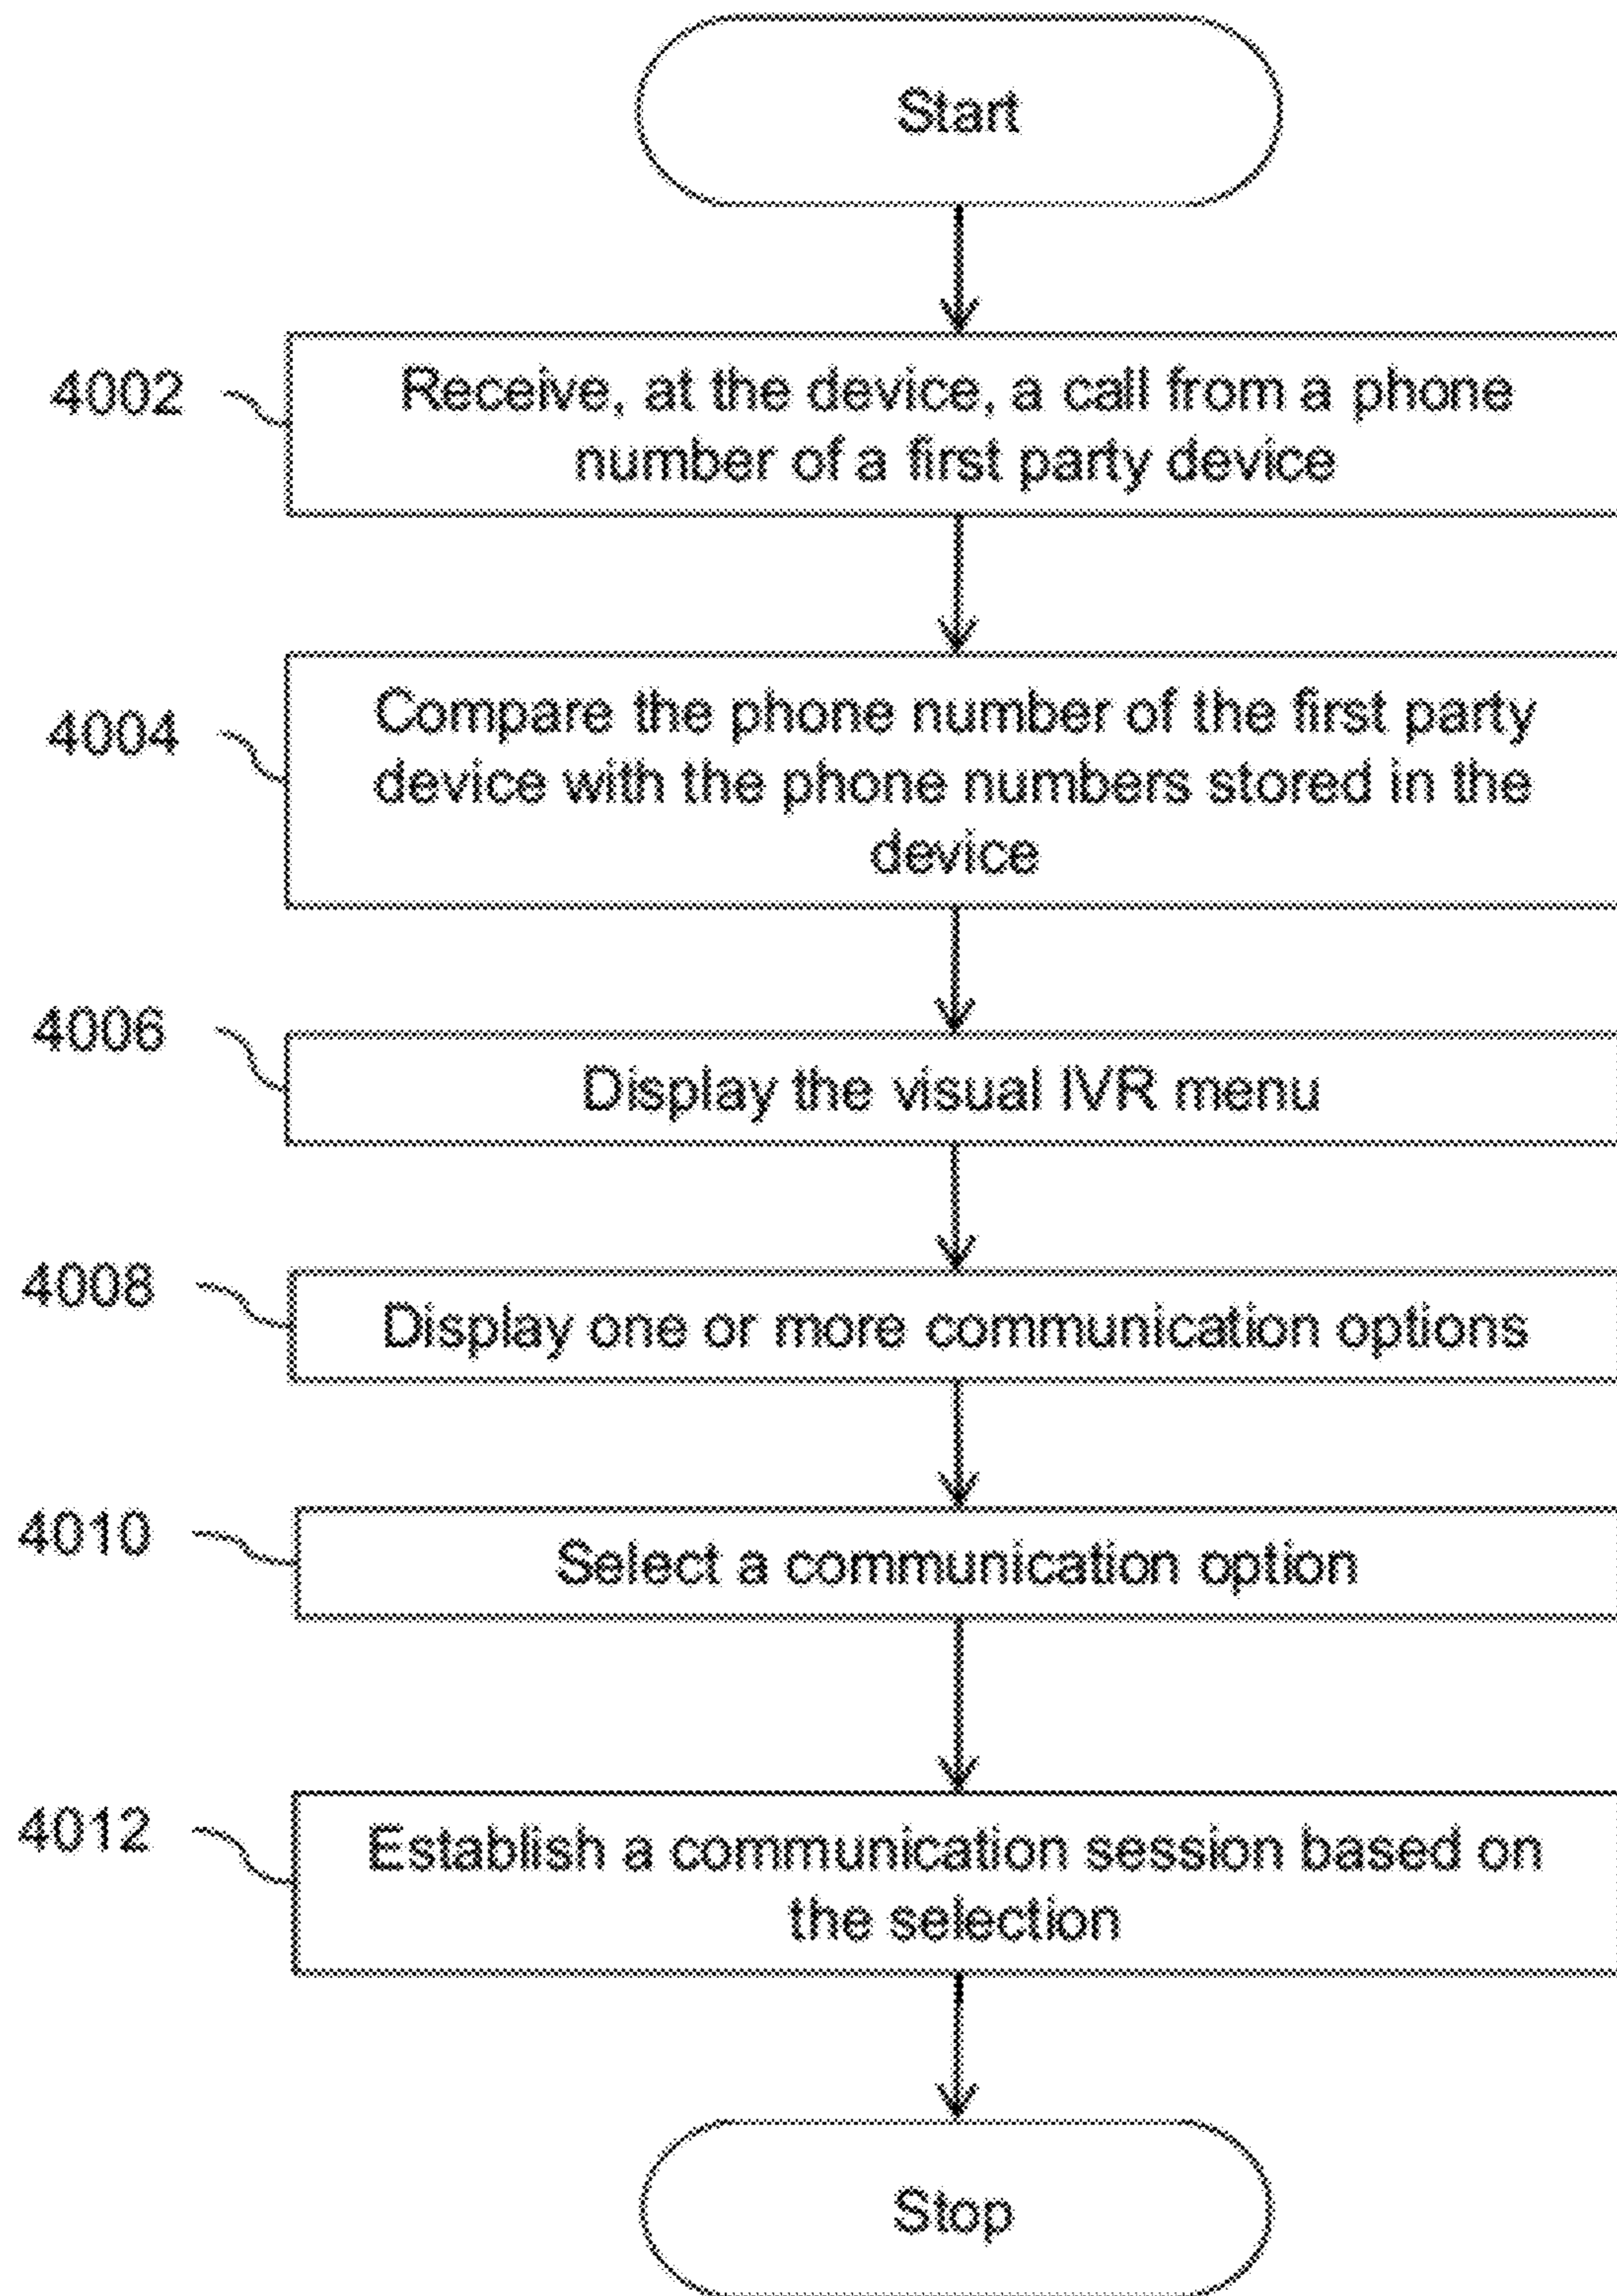 Start
4002
Receive, at the device, a call from a phone
number of a first party device
4004
Compare the phone number of the first party
device with the phone numbers stored in the
device
4006
Display the visual IVR menu
4008
Display one or more communication options
4010
Select a communication option
4012
Establish a communication session based on
the selection
Stop